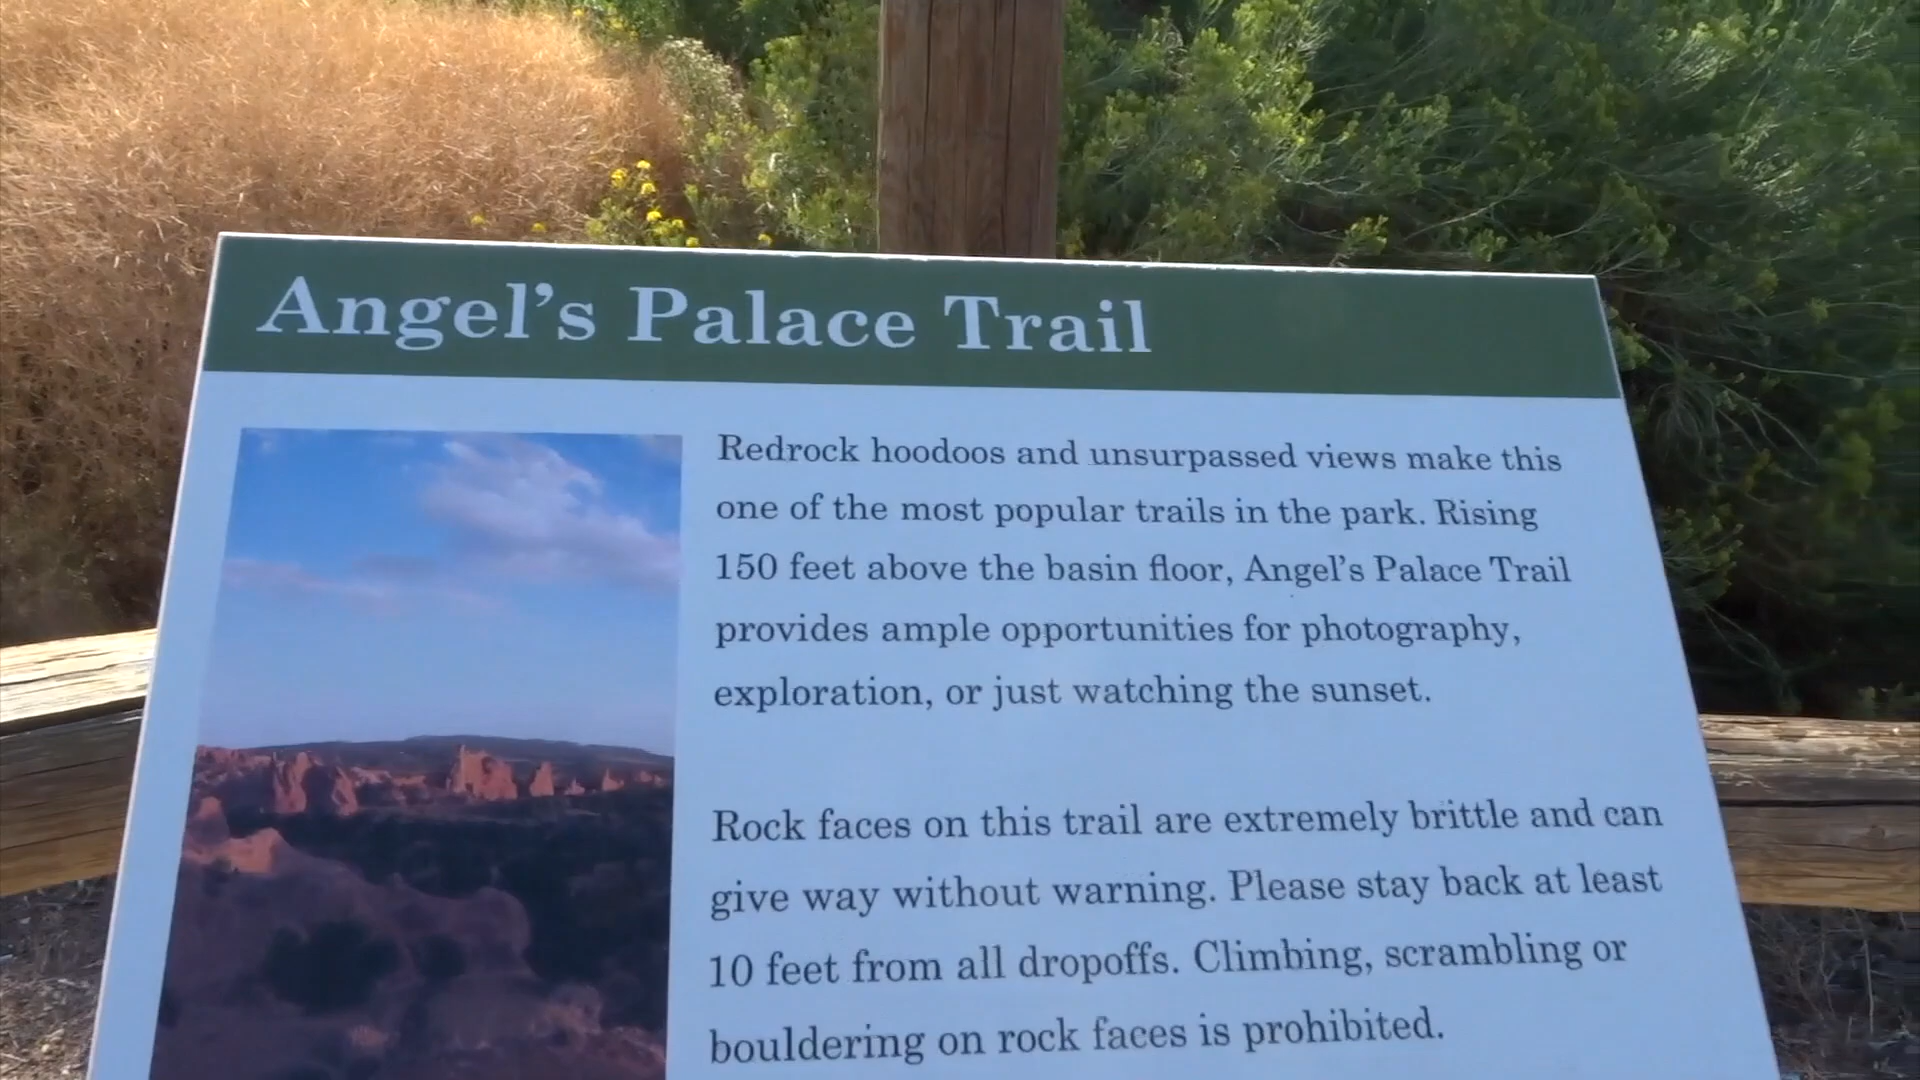 Angel’s Palace Trail
Redrock hoodoos and unsurpassed views make this
one of the most popular trails in the park. Rising
150 feet above the basin floor, Angel’s Palace Trail
provides ample opportunities for photography,
exploration, or just watching the sunset.
Rock faces on this trail are extremely brittle and can
give way without warning. Please stay back at least
10 feet from all dropoffs. Climbing, scrambling or
bouldering on rock faces is prohibited.